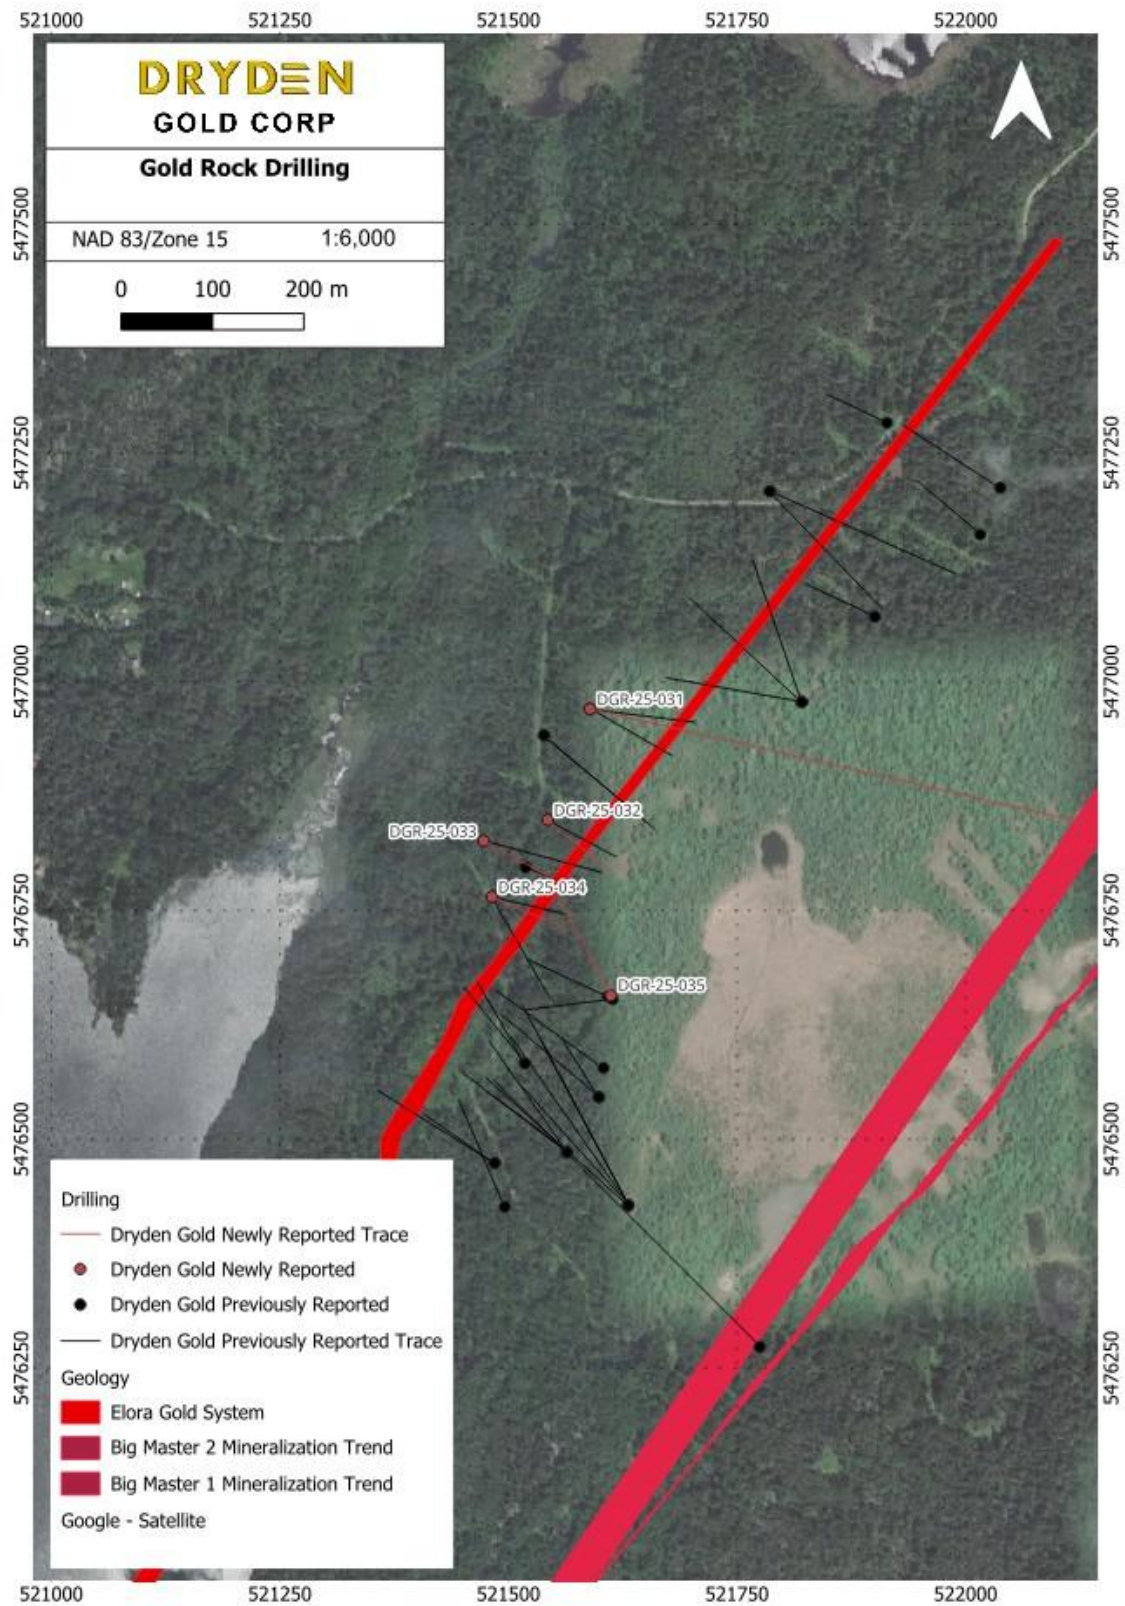 521000 521250 521500 521750 522000
DRYDEN
GOLD CORP
Gold Rock Drilling
NAD 83/Zone 15 1:6,000
0 100 200 m
5477500 5477500
5477250 5477250
5477000 5477000
DGR-25-031
DGR-25-032
DGR-25-033
DGR-25-034
5476750 5476750
DGR-25-035
5476500 5476500
Drilling
Dryden Gold Newly Reported Trace
Dryden Gold Newly Reported
Dryden Gold Previously Reported
Dryden Gold Previously Reported Trace
5476250 5476250
Geology
Elora Gold System
Big Master 2 Mineralization Trend
Big Master 1 Mineralization Trend
Google - Satellite
521000 521250 521500 521750 522000